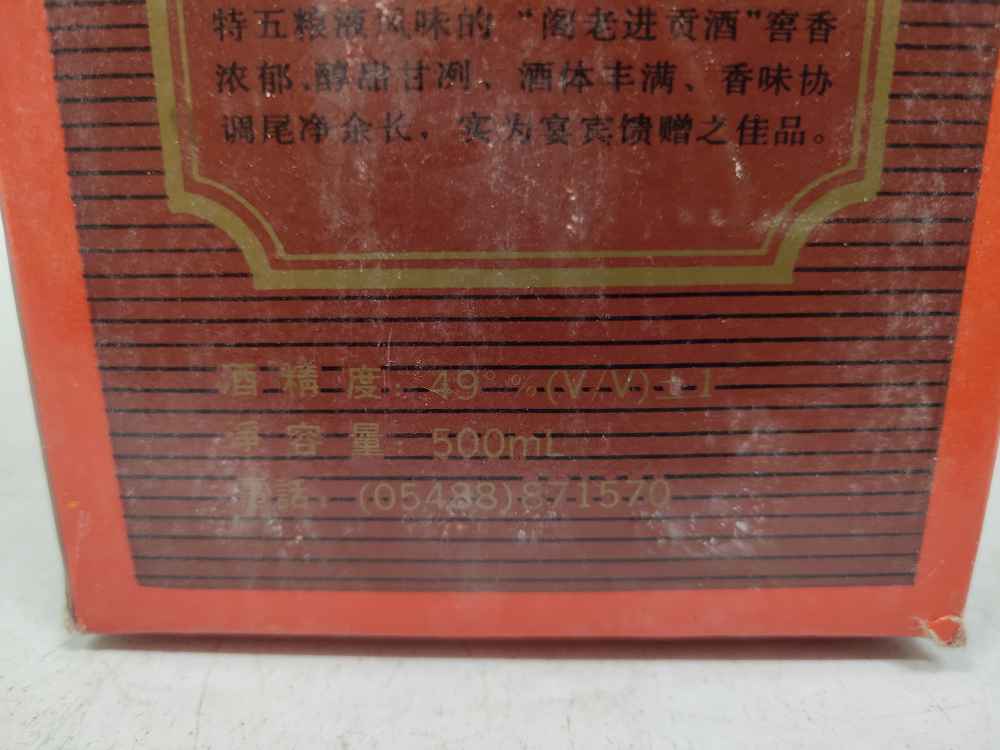 特五粮液风味的“阁老进贡酒”窖香
浓郁、醇甜甘冽、酒体丰满、香味协
调尾净余长，实为宴宾馈赠之佳品。
酒精度：49°%(V/V)±1
净容量：500mL
電話：(05488)871570